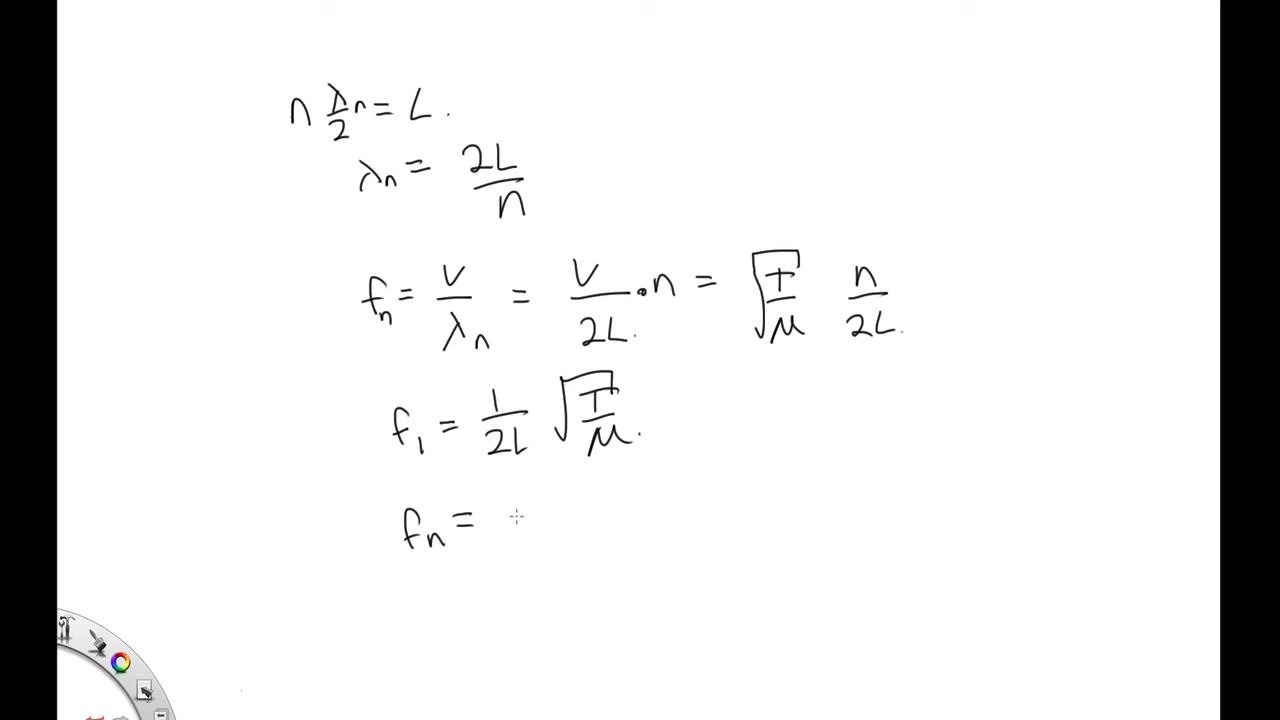 n λn/2 = L.
λn = 2L/n
fn = V/λn = V/2L . n = √T/μ n/2L.
f1 = 1/2L √T/μ.
fn =